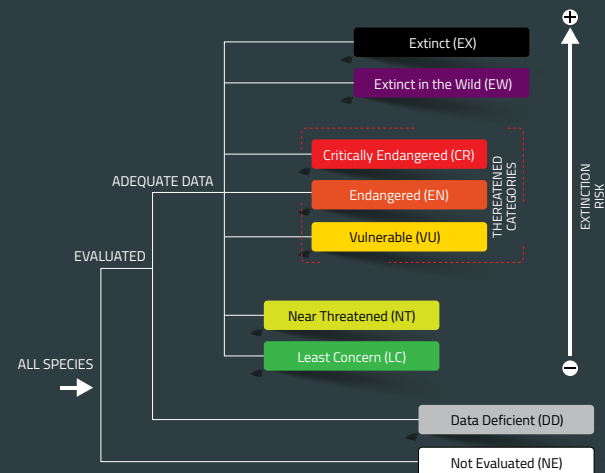 Extinct (EX)
Extinct in the Wild (EW)
Critically Endangered (CR)
ADEQUATE DATA
Endangered (EN)
THEREATENED
CATEGORIES
EXTINCTION
RISK
Vulnerable (VU)
EVALUATED
Near Threatened (NT)
Least Concern (LC)
ALL SPECIES
Data Deficient (DD)
Not Evaluated (NE)